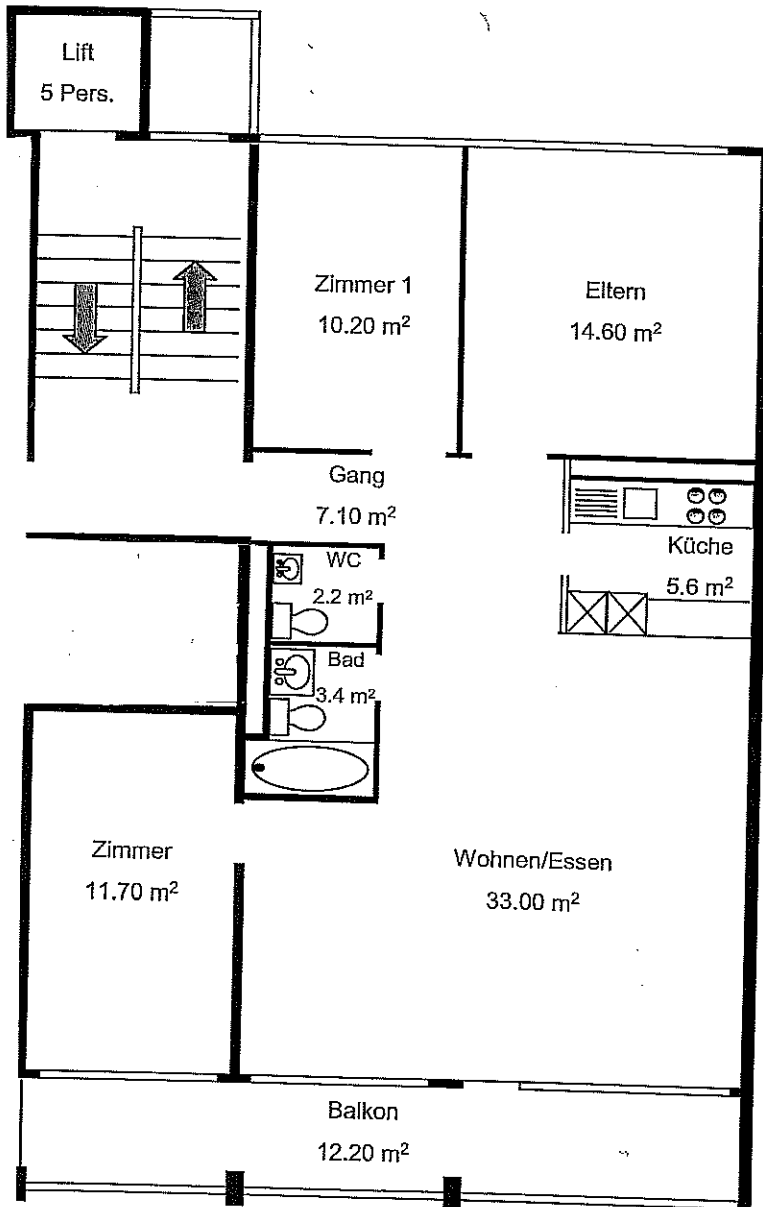 Lift
5 Pers.
Zimmer 1
10.20 m²
Eltern
14.60 m²
Gang
7.10 m²
Küche
5.6 m²
WC
2.2 m²
Bad
3.4 m²
Zimmer
11.70 m²
Wohnen/Essen
33.00 m²
Balkon
12.20 m²